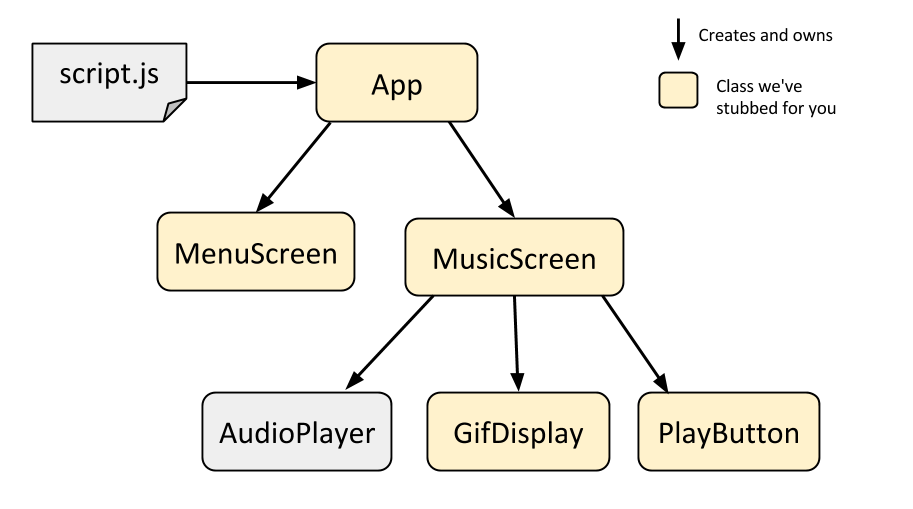 script.js
App
Creates and owns
Class we've
stubbed for you
MenuScreen
MusicScreen
AudioPlayer
GifDisplay
PlayButton